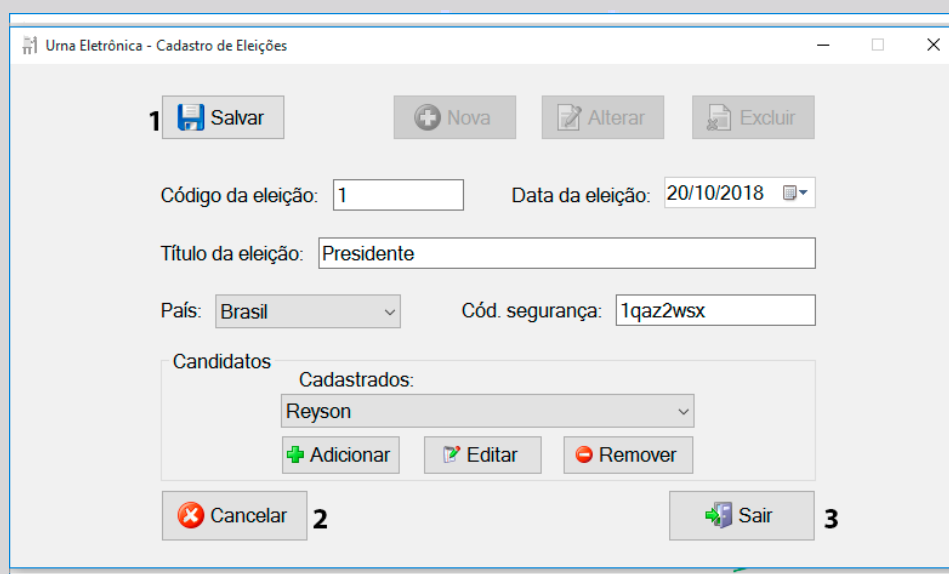 Urna Eletrônica - Cadastro de Eleições
1 Salvar Nova Alterar Excluir
Código da eleição: 1 Data da eleição: 20/10/2018
Título da eleição: Presidente
País: Brasil Cód. segurança: 1qaz2wsx
Candidatos
Cadastrados:
Reyson
Adicionar Editar Remover
Cancelar 2 Sair 3